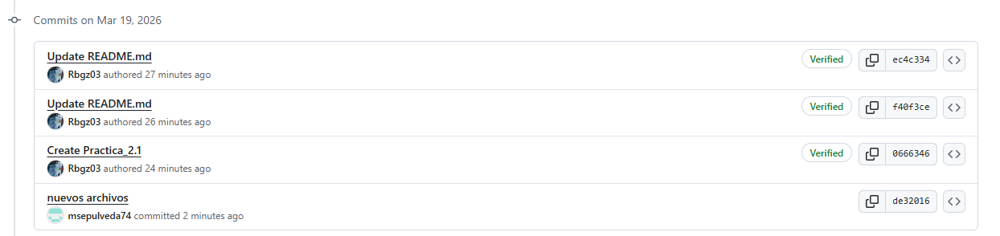 Commits on Mar 19, 2026
Update README.md
Verified
ec4c334
Rbgz03 authored 27 minutes ago
Update README.md
Verified
f40f3ce
Rbgz03 authored 26 minutes ago
Create Practica_2.1
Verified
0666346
Rbgz03 authored 24 minutes ago
nuevos archivos
de32016
msepulveda74 committed 2 minutes ago